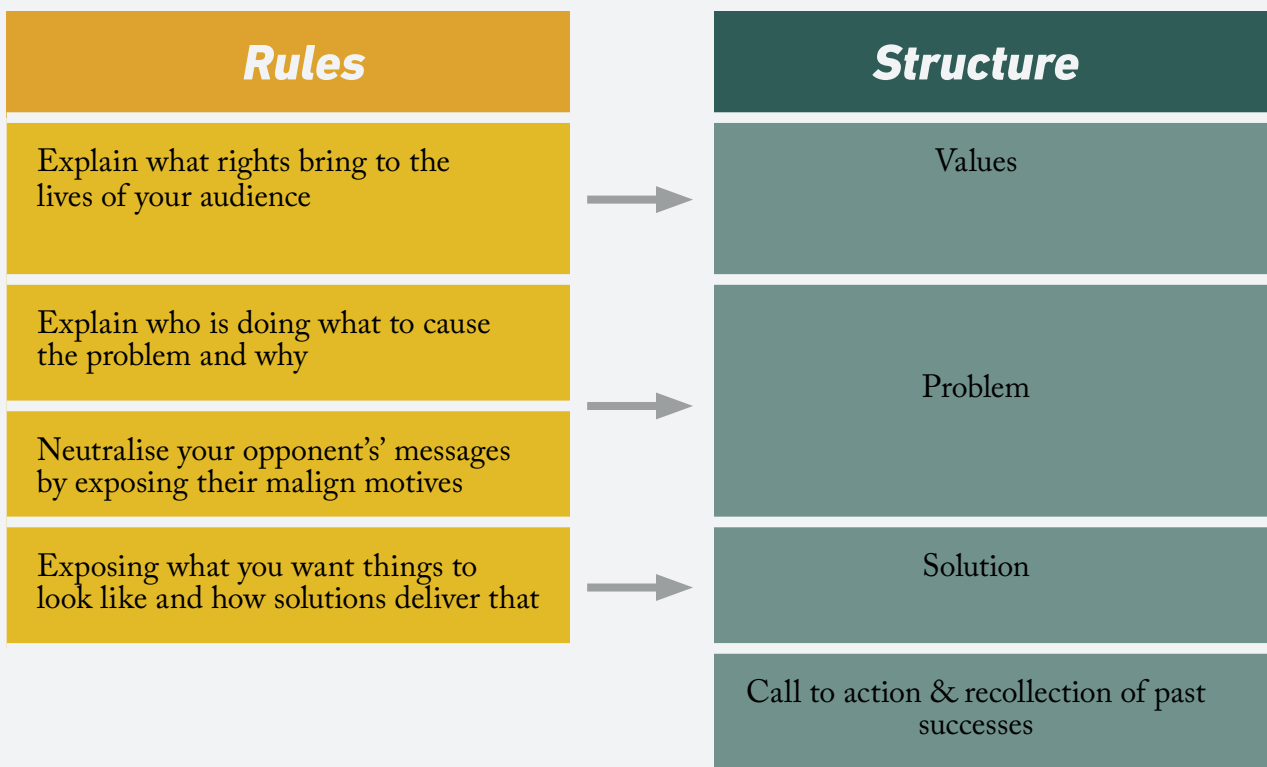 Rules
Structure
Explain what rights bring to the
lives of your audience
Values
Explain who is doing what to cause
the problem and why
Problem
Neutralise your opponent’s’ messages
by exposing their malign motives
Exposing what you want things to
look like and how solutions deliver that
Solution
Call to action & recollection of past
successes